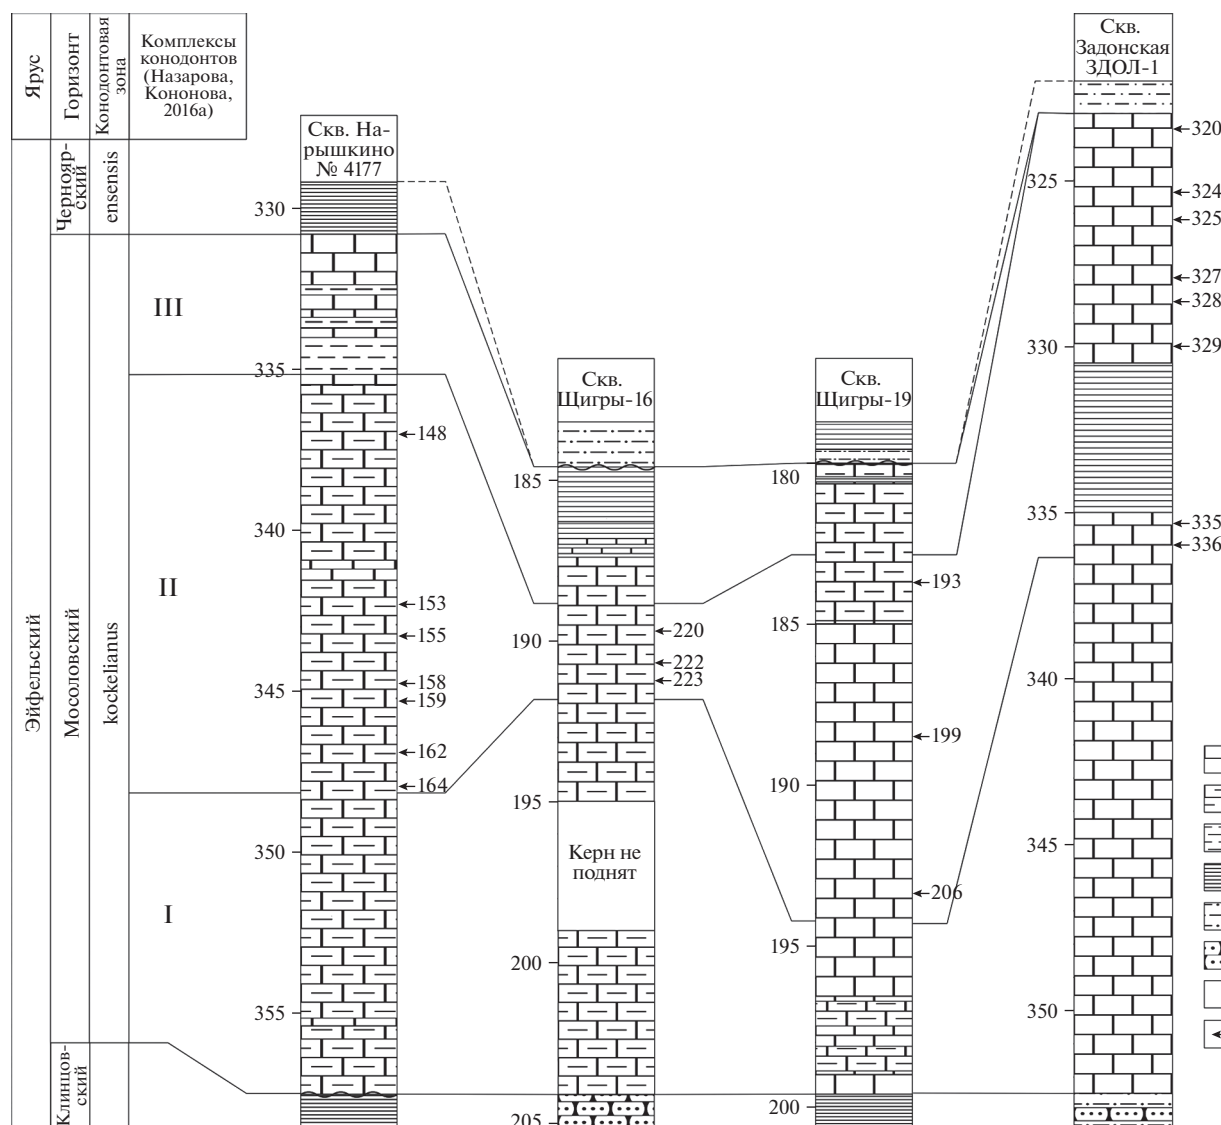 Ярус
Горизонт
Конодонтовая
зона
Комплексы
конодонтов
(Назарова,
Кононова,
2016а)
Эйфельский
Чернояр-
ский
Мосоловский
Клинцов-
ский
ensensis
kockelianus
III
II
I
Скв. На-
рышкино
№ 4177
330
335
340
345
350
355
148
153
155
158
159
162
164
Скв.
Щигры-16
185
190
195
Керн не
поднят
200
205
220
222
223
Скв.
Щигры-19
180
185
190
195
200
193
199
206
Скв.
Задонская
ЗДОЛ-1
325
330
335
340
345
350
320
324
325
327
328
329
335
336